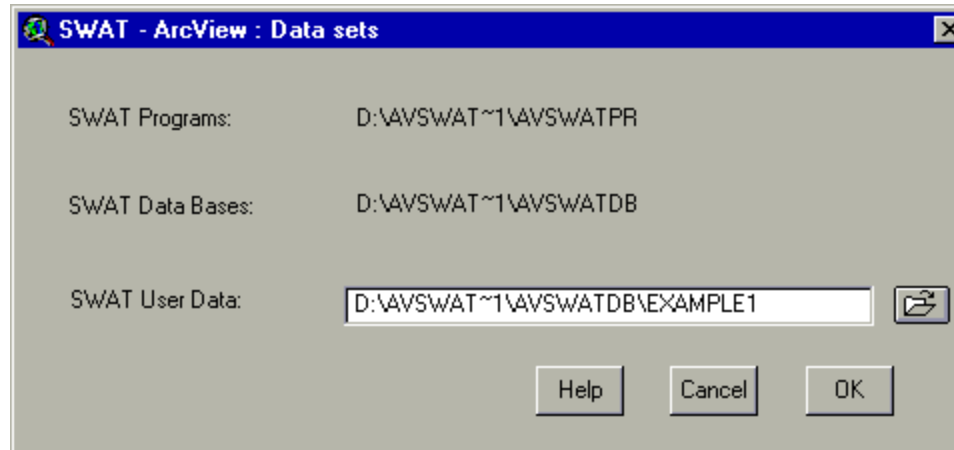 SWAT - ArcView : Data sets
SWAT Programs: D:\AVSWAT~1\AVSWATPR
SWAT Data Bases: D:\AVSWAT~1\AVSWATDB
SWAT User Data: D:\AVSWAT~1\AVSWATDB\EXAMPLE1
Help Cancel OK